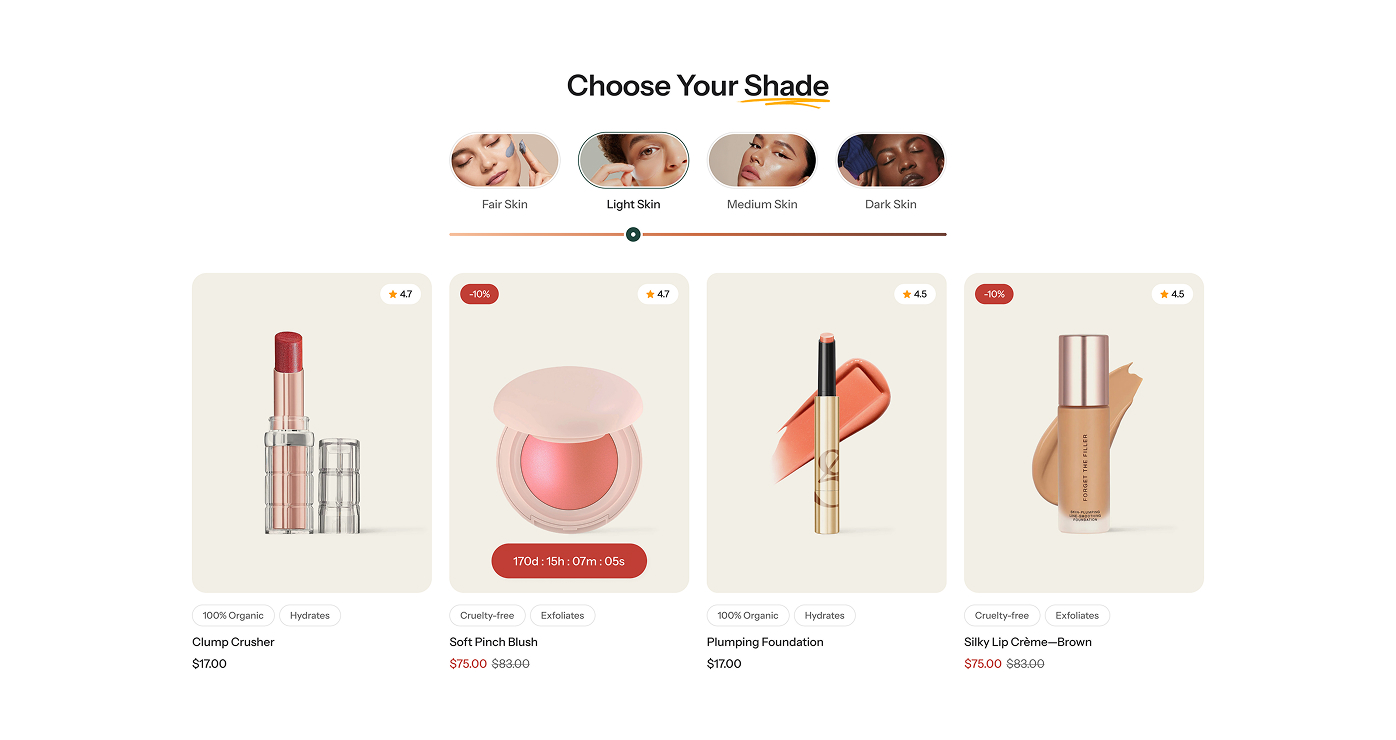 Choose Your Shade
Fair Skin
Light Skin
Medium Skin
Dark Skin
4.7
-10%
4.7
4.5
-10%
4.5
FORGET THE FILLER
SKIN-PLUMPING
LINE-SMOOTHING
FOUNDATION
170d : 15h : 07m : 05s
100% Organic
Hydrates
Clump Crusher
$17.00
Cruelty-free
Exfoliates
Soft Pinch Blush
$75.00 $83.00
100% Organic
Hydrates
Plumping Foundation
$17.00
Cruelty-free
Exfoliates
Silky Lip Crème—Brown
$75.00 $83.00